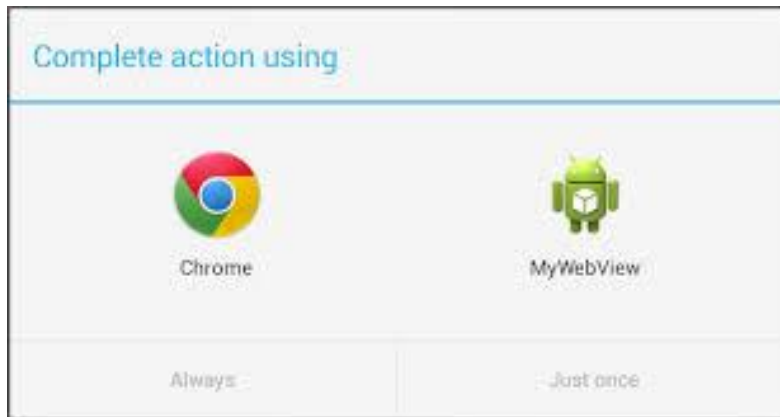 Complete action using
Chrome
MyWebView
Always
Just once